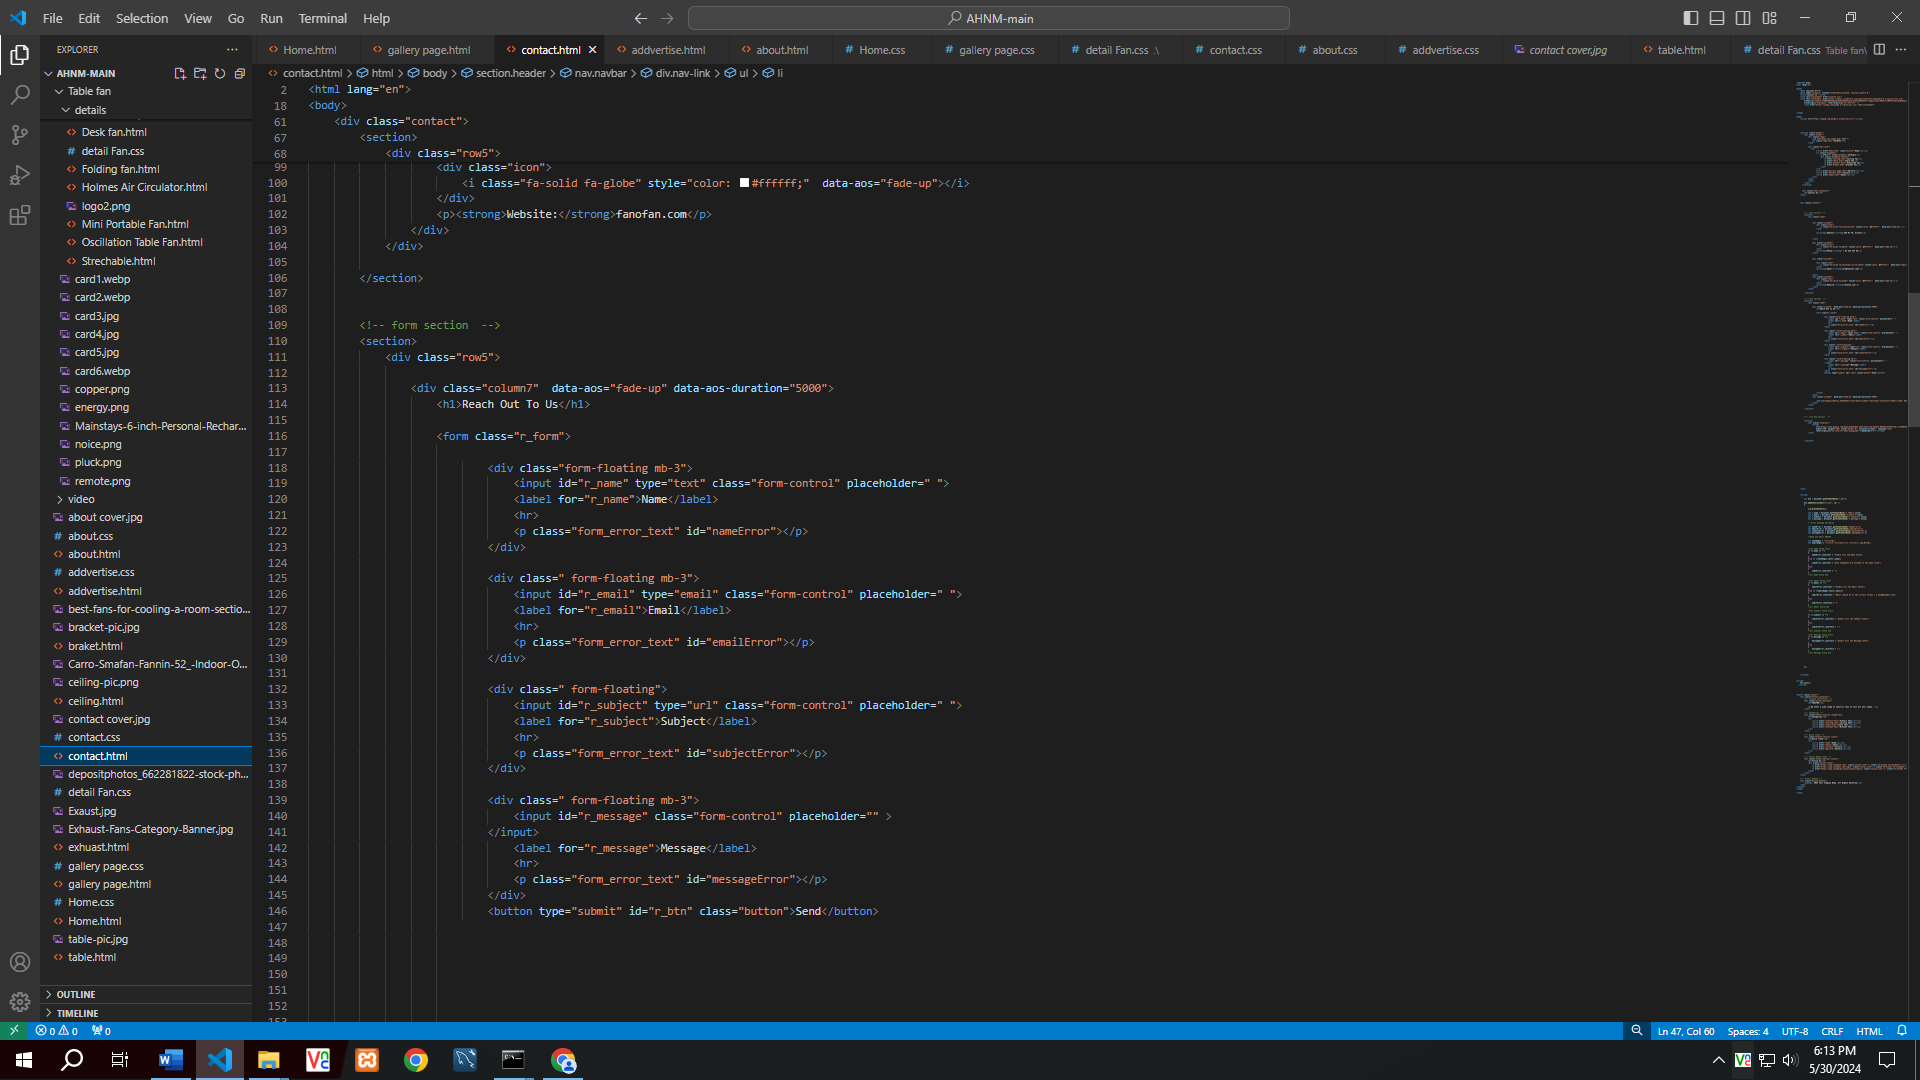 File Edit Selection View Go Run Terminal Help
AHNM-main
EXPLORER
Home.html
gallery page.html
contact.html
addvertise.html
about.html
Home.css
gallery page.css
detail Fan.css .\
contact.css
about.css
addvertise.css
contact cover.jpg
table.html
detail Fan.css Table fan\
AHNM-MAIN
Table fan
details
Desk fan.html
detail Fan.css
Folding fan.html
Holmes Air Circulator.html
logo2.png
Mini Portable Fan.html
Oscillation Table Fan.html
Strechable.html
card1.webp
card2.webp
card3.jpg
card4.jpg
card5.jpg
card6.webp
copper.png
energy.png
Mainstays-6-inch-Personal-Rechar...
noice.png
pluck.png
remote.png
video
about cover.jpg
about.css
about.html
addvertise.css
addvertise.html
best-fans-for-cooling-a-room-sectio...
bracket-pic.jpg
braket.html
Carro-Smafan-Fannin-52_-Indoor-O...
ceiling-pic.png
ceiling.html
contact cover.jpg
contact.css
contact.html
depositphotos_662281822-stock-ph...
detail Fan.css
Exaust.jpg
Exhaust-Fans-Category-Banner.jpg
exhuast.html
gallery page.css
gallery page.html
Home.css
Home.html
table-pic.jpg
table.html
OUTLINE
TIMELINE
contact.html > html > body > section.header > nav.navbar > div.nav-link > ul > li
2 <html lang="en">
18 <body>
61 <div class="contact">
67 <section>
68 <div class="row5">
99 <div class="icon">
100 <i class="fa-solid fa-globe" style="color: #ffffff;" data-aos="fade-up"></i>
101 </div>
102 <p><strong>Website:</strong>fanofan.com</p>
103 </div>
104 </div>
105
106 </section>
107
108
109 <!-- form section -->
110 <section>
111 <div class="row5">
112
113 <div class="column7" data-aos="fade-up" data-aos-duration="5000">
114 <h1>Reach Out To Us</h1>
115
116 <form class="r_form">
117
118 <div class="form-floating mb-3">
119 <input id="r_name" type="text" class="form-control" placeholder=" ">
120 <label for="r_name">Name</label>
121 <hr>
122 <p class="form_error_text" id="nameError"></p>
123 </div>
124
125 <div class=" form-floating mb-3">
126 <input id="r_email" type="email" class="form-control" placeholder=" ">
127 <label for="r_email">Email</label>
128 <hr>
129 <p class="form_error_text" id="emailError"></p>
130 </div>
131
132 <div class=" form-floating">
133 <input id="r_subject" type="url" class="form-control" placeholder=" ">
134 <label for="r_subject">Subject</label>
135 <hr>
136 <p class="form_error_text" id="subjectError"></p>
137 </div>
138
139 <div class=" form-floating mb-3">
140 <input id="r_message" class="form-control" placeholder="" >
141 </input>
142 <label for="r_message">Message</label>
143 <hr>
144 <p class="form_error_text" id="messageError"></p>
145 </div>
146 <button type="submit" id="r_btn" class="button">Send</button>
147
148
149
150
151
152
153
0 0 0
Ln 47, Col 60 Spaces: 4 UTF-8 CRLF HTML
6:13 PM
5/30/2024